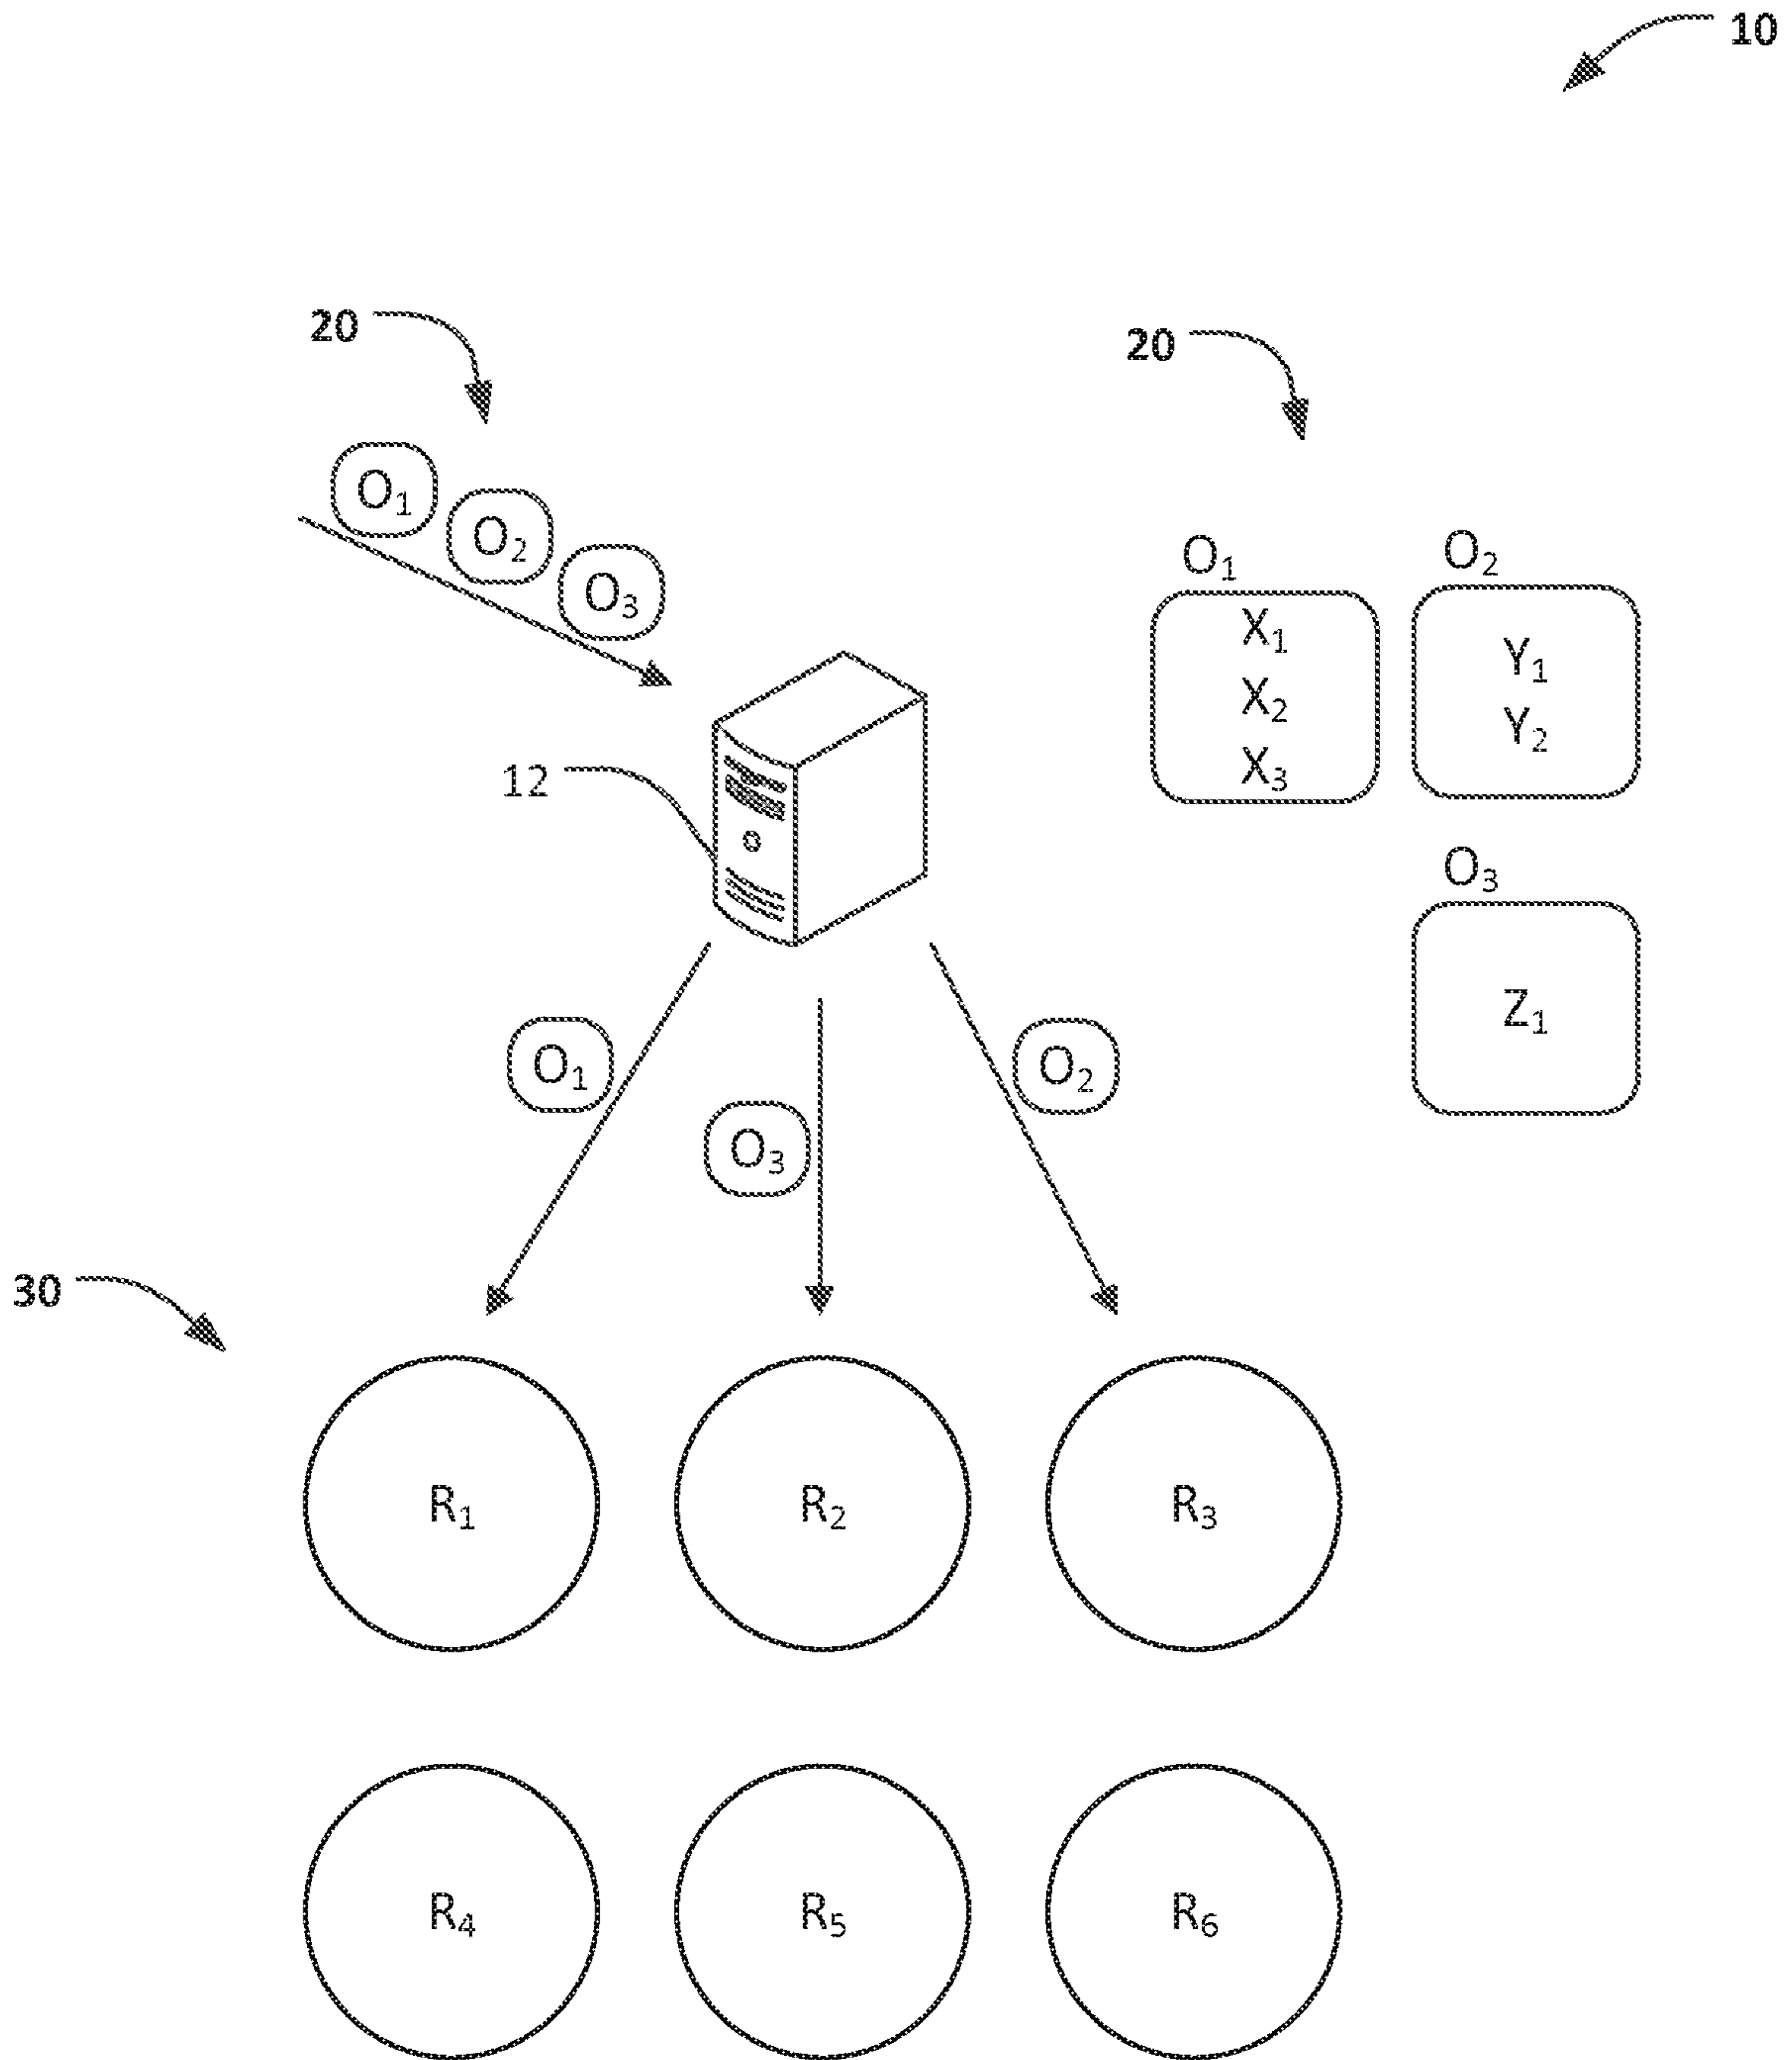 10
20
20
O₁
O₂
O₃
O₁
X₁
X₂
X₃
O₂
Y₁
Y₂
12
O₃
Z₁
O₁
O₃
O₂
30
R₁
R₂
R₃
R₄
R₅
R₆